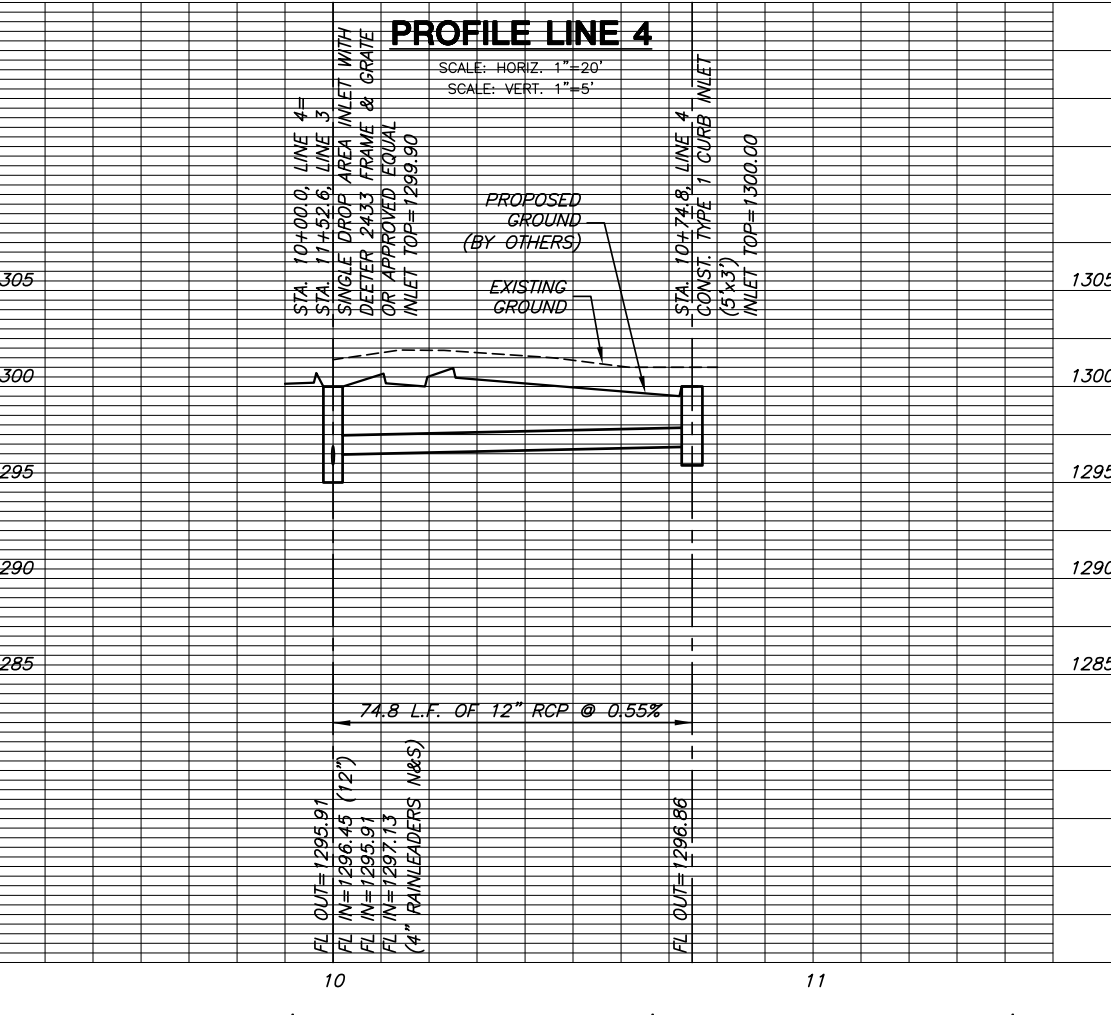 PROFILE LINE 4
SCALE: HORIZ. 1"=20'
SCALE: VERT. 1"=5'
STA. 10+00.0, LINE 4=
STA. 11+52.6, LINE 3
SINGLE DROP AREA INLET WITH
DEETER 2433 FRAME & GRATE
OR APPROVED EQUAL
INLET TOP=1299.90
PROPOSED
GROUND
(BY OTHERS)
EXISTING
GROUND
STA. 10+74.8, LINE 4
CONST. TYPE 1 CURB INLET
(5'x3')
INLET TOP=1300.00
305
1305
300
1300
295
1295
290
1290
285
1285
74.8 L.F. OF 12" RCP @ 0.55%
FL OUT=1295.91
FL IN=1296.45 (12")
FL IN=1295.91
FL IN=1297.13
(4" RAINLEADERS N&S)
FL OUT=1296.86
10
11